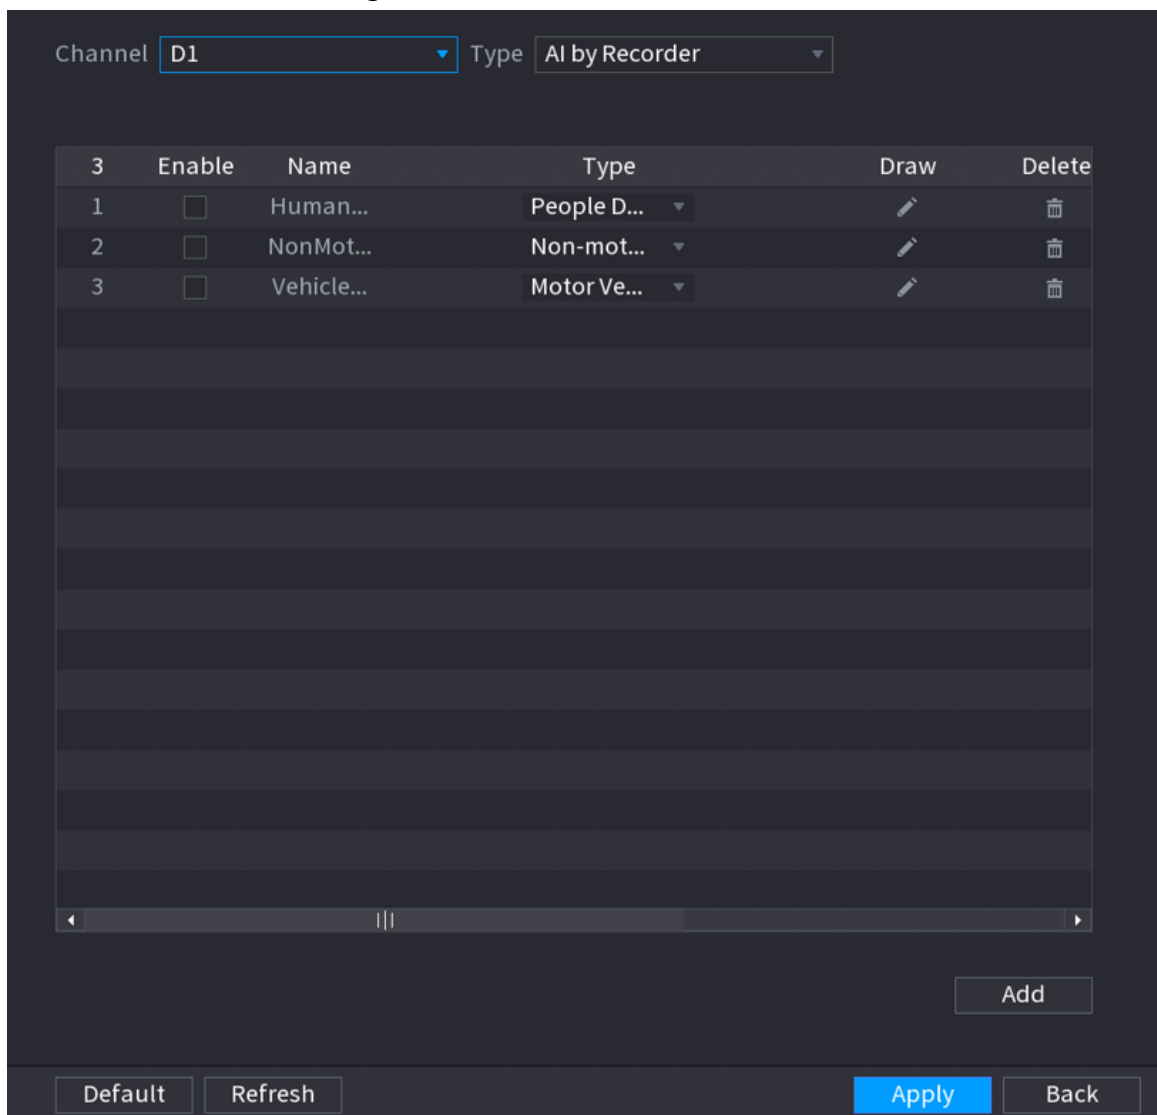 Channel D1 Type AI by Recorder
3 Enable Name Type Draw Delete
1 Human... People D...
2 NonMot... Non-mot...
3 Vehicle... Motor Ve...
Add
Default Refresh Apply Back